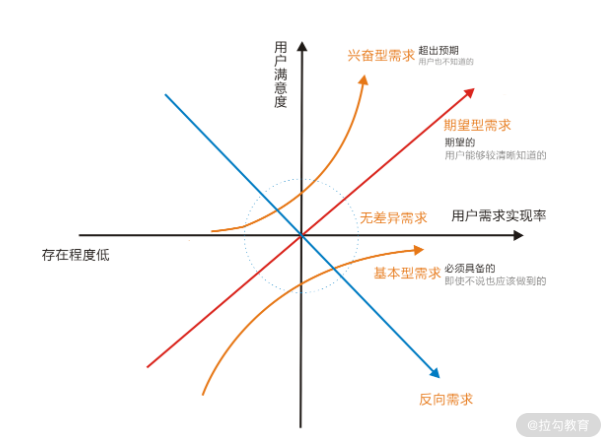 用户满意度
兴奋型需求
超出预期
用户也不知道的
期望型需求
期望的
用户能够较清晰知道的
无差异需求
用户需求实现率
存在程度低
基本型需求
必须具备的
即使不说也应该做到的
反向需求
@拉勾教育